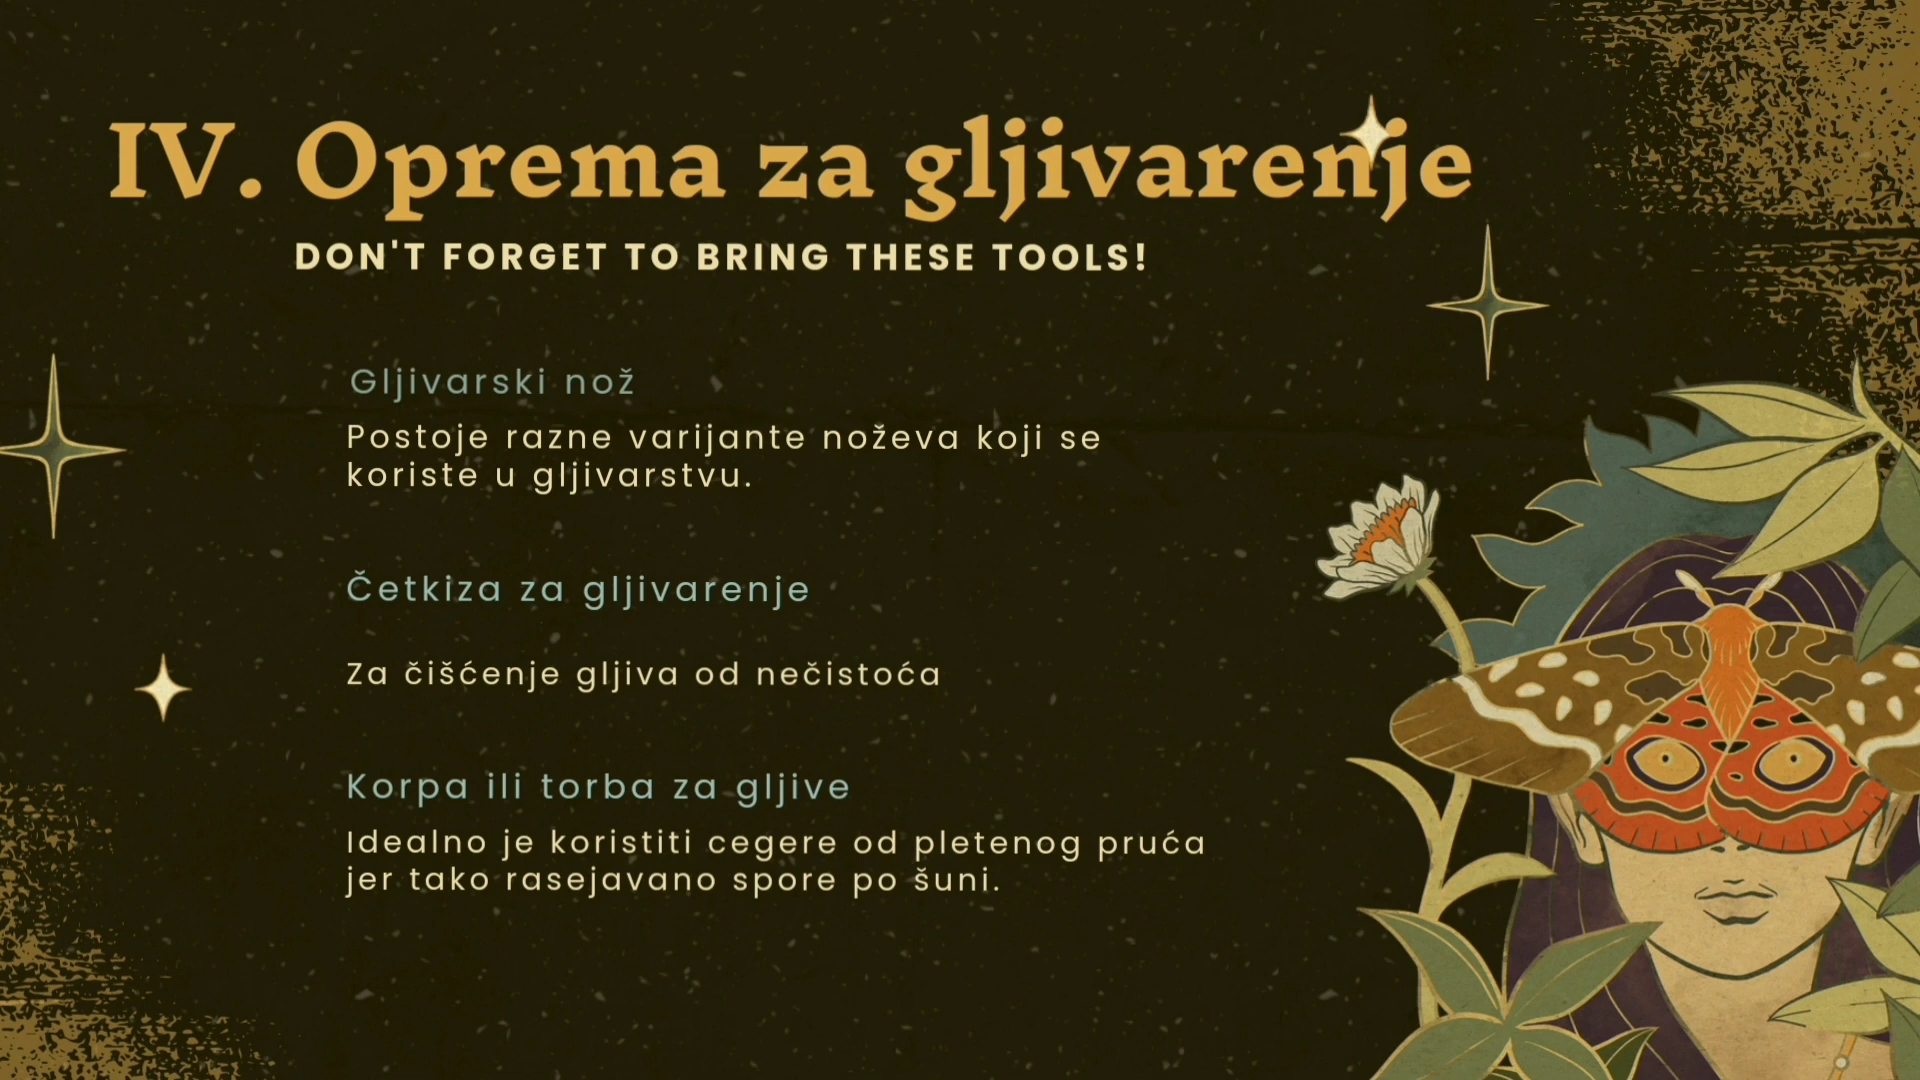 IV. Oprema za gljivarenje
DON'T FORGET TO BRING THESE TOOLS!
Gljivarski nož
Postoje razne varijante noževa koji se
koriste u gljivarstvu.
Četkiza za gljivarenje
Za čišćenje gljiva od nečistoća
Korpa ili torba za gljive
Idealno je koristiti cegere od pletenog pruća
jer tako rasejavano spore po šuni.